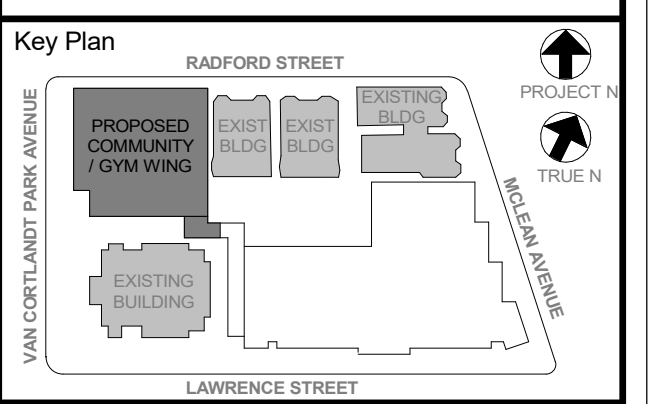 Key Plan
RADFORD STREET
PROJECT N
TRUE N
VAN CORTLANDT PARK AVENUE
PROPOSED
COMMUNITY
/ GYM WING
EXIST
BLDG
EXIST
BLDG
EXISTING
BLDG
MCLEAN AVENUE
EXISTING
BUILDING
LAWRENCE STREET